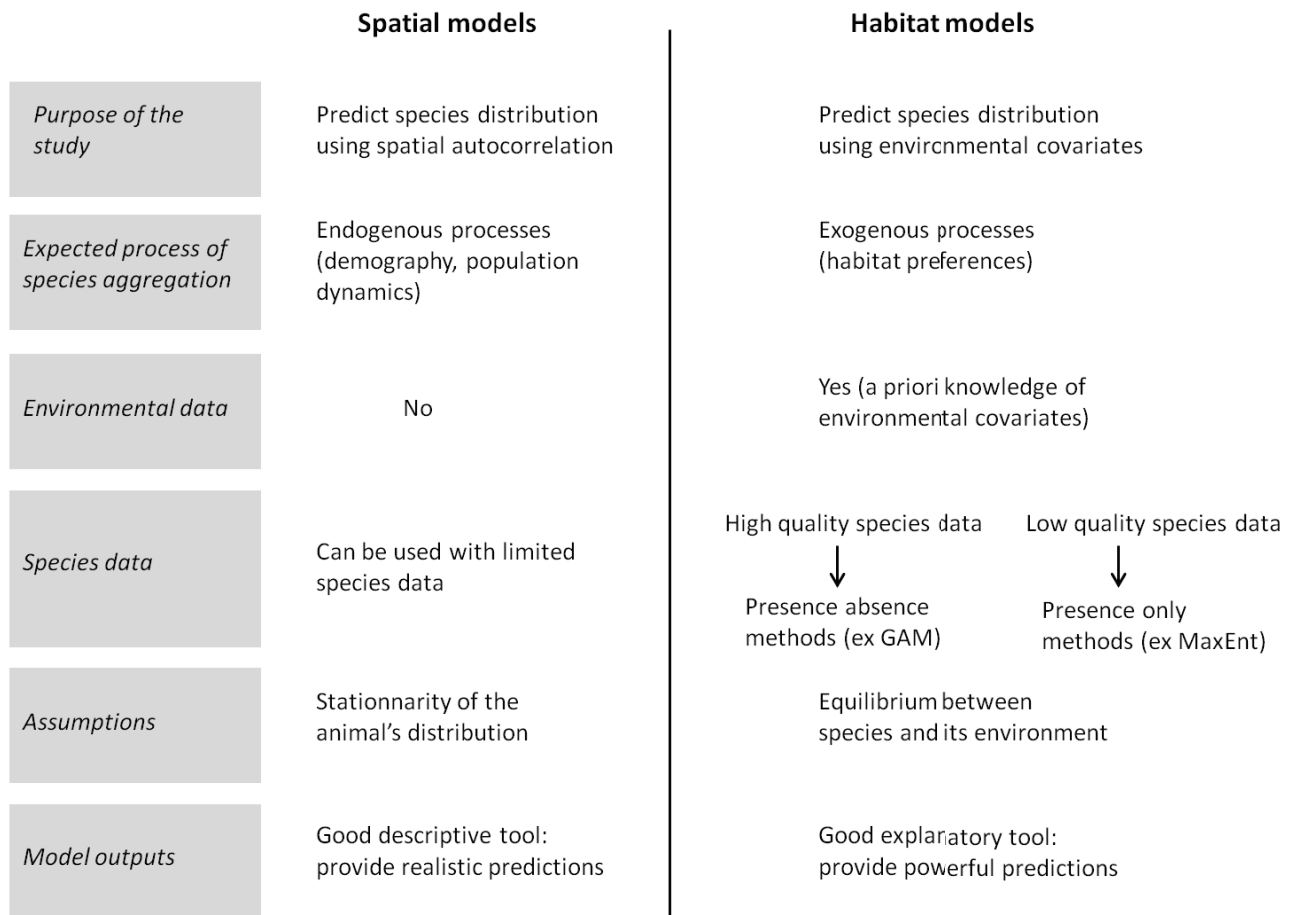 Spatial models
Habitat models
Purpose of the
study
Predict species distribution
using spatial autocorrelation
Predict species distribution
using environmental covariates
Expected process of
species aggregation
Endogenous processes
(demography, population
dynamics)
Exogenous processes
(habitat preferences)
Environmental data
No
Yes (a priori knowledge of
environmental covariates)
Species data
Can be used with limited
species data
High quality species data
Low quality species data
Presence absence
methods (ex GAM)
Presence only
methods (ex MaxEnt)
Assumptions
Stationnarity of the
animal's distribution
Equilibrium between
species and its environment
Model outputs
Good descriptive tool:
provide realistic predictions
Good explanatory tool:
provide powerful predictions